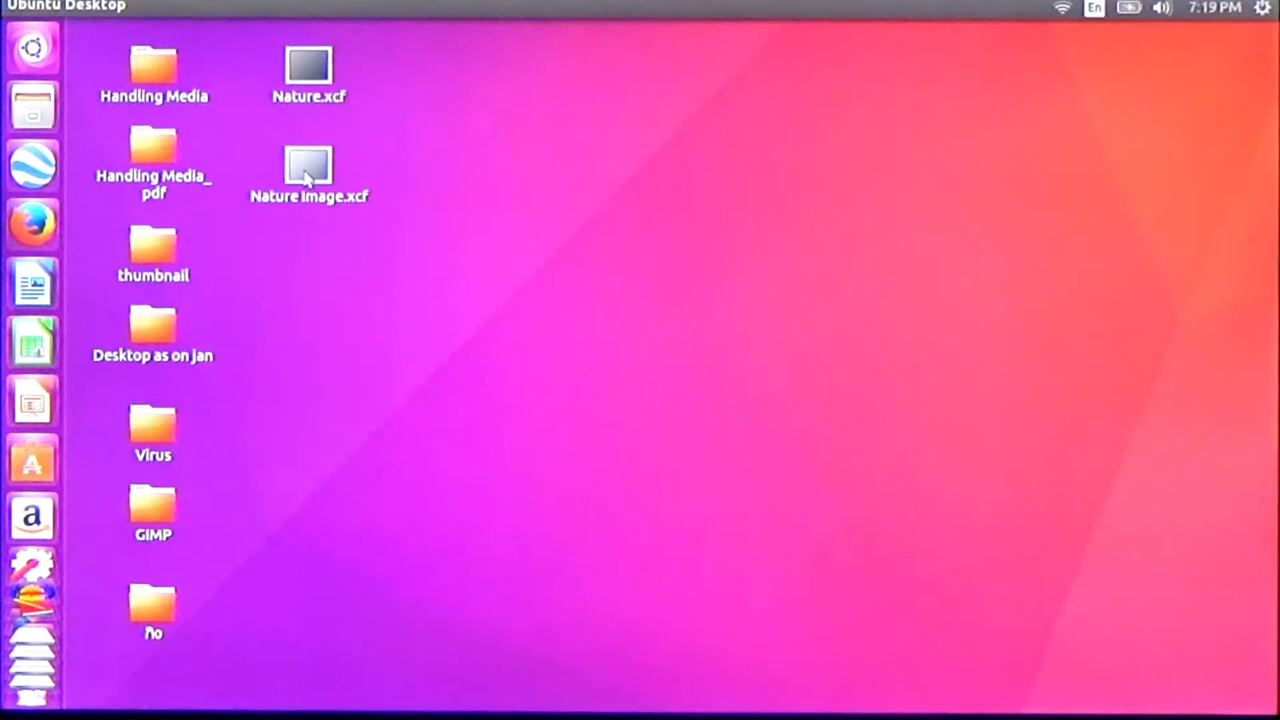 Ubuntu Desktop
En
7:19 PM
Handling Media
Nature.xcf
Handling Media_
pdf
Nature Image.xcf
thumbnail
Desktop as on Jan
Virus
GIMP
A
a